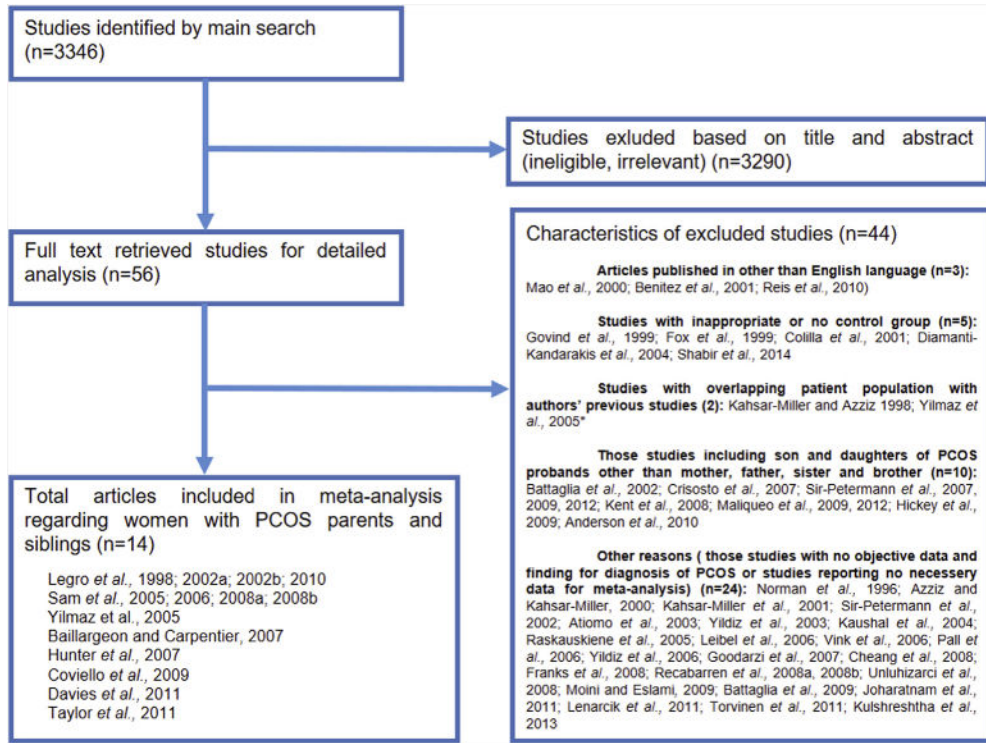 Studies identified by main search
(n=3346)
Studies exluded based on title and abstract
(ineligible, irrelevant) (n=3290)
Full text retrieved studies for detailed
analysis (n=56)
Characteristics of excluded studies (n=44)
Articles published in other than English language (n=3):
Mao et al., 2000; Benitez et al., 2001; Reis et al., 2010)
Studies with inappropriate or no control group (n=5):
Govind et al., 1999; Fox et al., 1999; Colilla et al., 2001; Diamanti-
Kandarakis et al., 2004; Shabir et al., 2014
Studies with overlapping patient population with
authors' previous studies (2): Kahsar-Miller and Azziz 1998; Yilmaz
et al., 2005*
Those studies including son and daughters of PCOS
probands other than mother, father, sister and brother (n=10):
Battaglia et al., 2002; Crisosto et al., 2007; Sir-Petermann et al., 2007,
2009, 2012; Kent et al., 2008; Maliqueo et al., 2009, 2012; Hickey et al.,
2009; Anderson et al., 2010
Other reasons ( those studies with no objective data and
finding for diagnosis of PCOS or studies reporting no necessery
data for meta-analysis) (n=24): Norman et al., 1996; Azziz and
Kahsar-Miller, 2000; Kahsar-Miller et al., 2001; Sir-Petermann et al.,
2002; Atiomo et al., 2003; Yildiz et al., 2003; Kaushal et al., 2004;
Raskauskiene et al., 2005; Leibel et al., 2006; Vink et al., 2006; Pall et
al., 2006; Yildiz et al., 2006; Goodarzi et al., 2007; Cheang et al., 2008;
Franks et al., 2008; Recabarren et al., 2008a, 2008b; Unluhizarci et al.,
2008; Moini and Eslami, 2009; Battaglia et al., 2009; Joharatnam et al.,
2011; Lenarcik et al., 2011; Torvinen et al., 2011; Kulshreshtha et al.,
2013
Total articles included in meta-analysis
regarding women with PCOS parents and
siblings (n=14)
Legro et al., 1998; 2002a; 2002b; 2010
Sam et al., 2005; 2006; 2008a; 2008b
Yilmaz et al., 2005
Baillargeon and Carpentier, 2007
Hunter et al., 2007
Coviello et al., 2009
Davies et al., 2011
Taylor et al., 2011